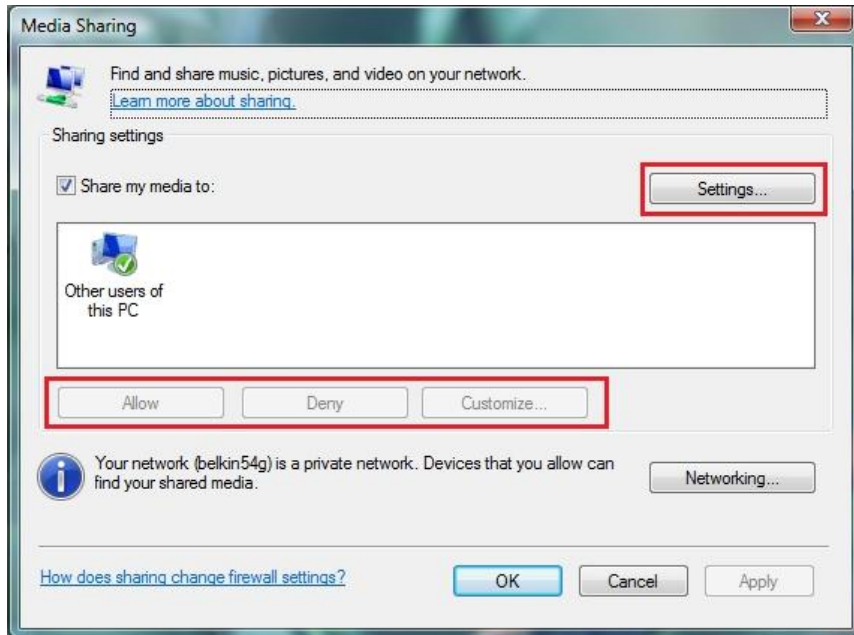 Media Sharing
Find and share music, pictures, and video on your network.
Learn more about sharing.
Sharing settings
Share my media to:
Settings...
Other users of
this PC
Allow
Deny
Customize...
Your network (belkin54g) is a private network. Devices that you allow can
find your shared media.
Networking...
How does sharing change firewall settings?
OK
Cancel
Apply